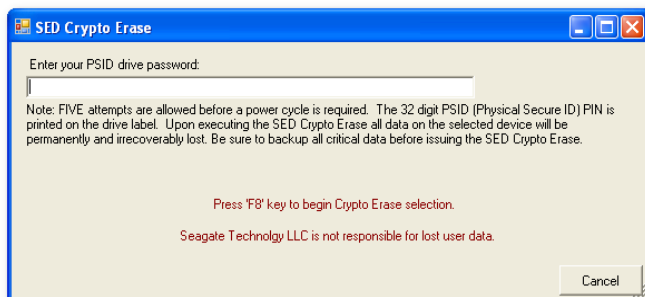 SED Crypto Erase
Enter your PSID drive password:
Note: FIVE attempts are allowed before a power cycle is required. The 32 digit PSID (Physical Secure ID) PIN is
printed on the drive label. Upon executing the SED Crypto Erase all data on the selected device will be
permanently and irrecoverably lost. Be sure to backup all critical data before issuing the SED Crypto Erase.
Press 'F8' key to begin Crypto Erase selection.
Seagate Technolgy LLC is not responsible for lost user data.
Cancel